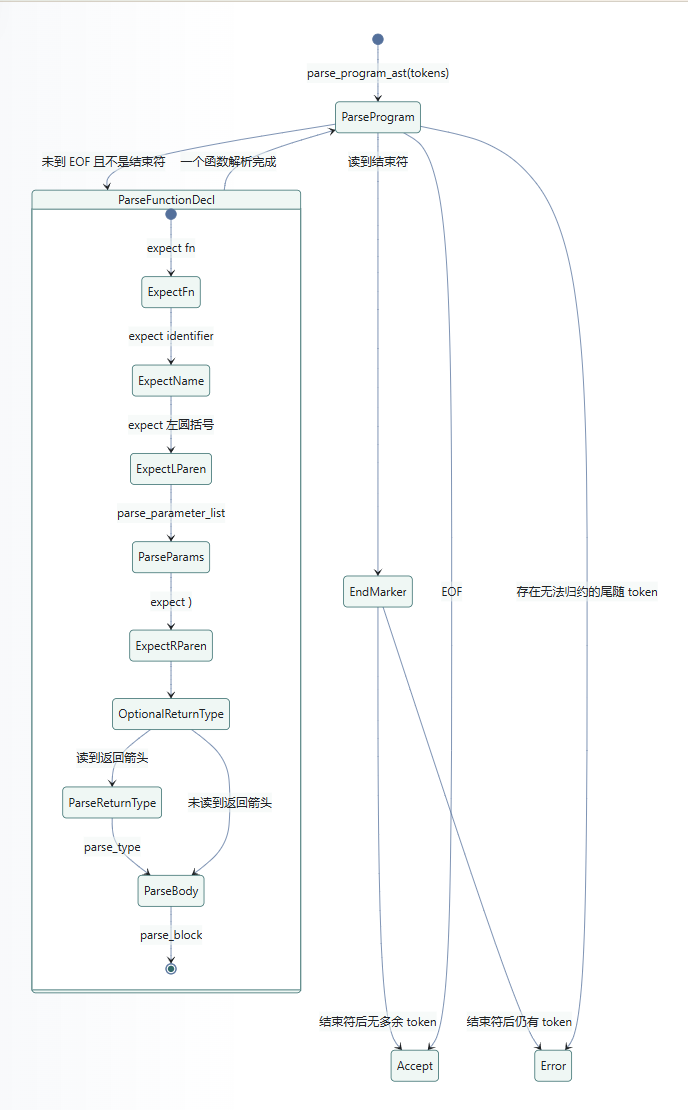 parse_program_ast(tokens)
ParseProgram
未到 EOF 且不是结束符
一个函数解析完成
读到结束符
ParseFunctionDecl
expect fn
ExpectFn
expect identifier
ExpectName
expect 左圆括号
ExpectLParen
parse_parameter_list
ParseParams
expect )
ExpectRParen
OptionalReturnType
读到返回箭头
ParseReturnType
未读到返回箭头
parse_type
ParseBody
parse_block
EndMarker
EOF
存在无法归约的尾随 token
结束符后无多余 token
结束符后仍有 token
Accept
Error